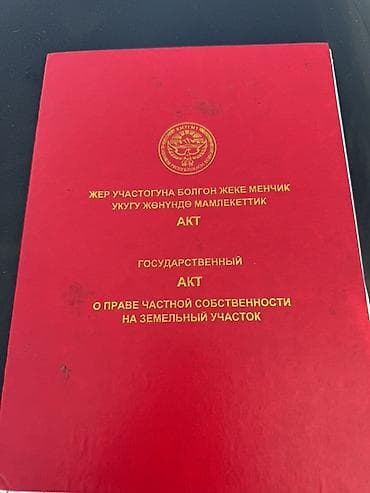 ЖЕР УЧАСТОГУНА БОЛГОН ЖЕКЕ МЕНЧИК
УКУГУ ЖӨНҮНДӨ МАМЛЕКЕТТИК
АКТ
ГОСУДАРСТВЕННЫЙ
АКТ
О ПРАВЕ ЧАСТНОЙ СОБСТВЕННОСТИ
НА ЗЕМЕЛЬНЫЙ УЧАСТОК